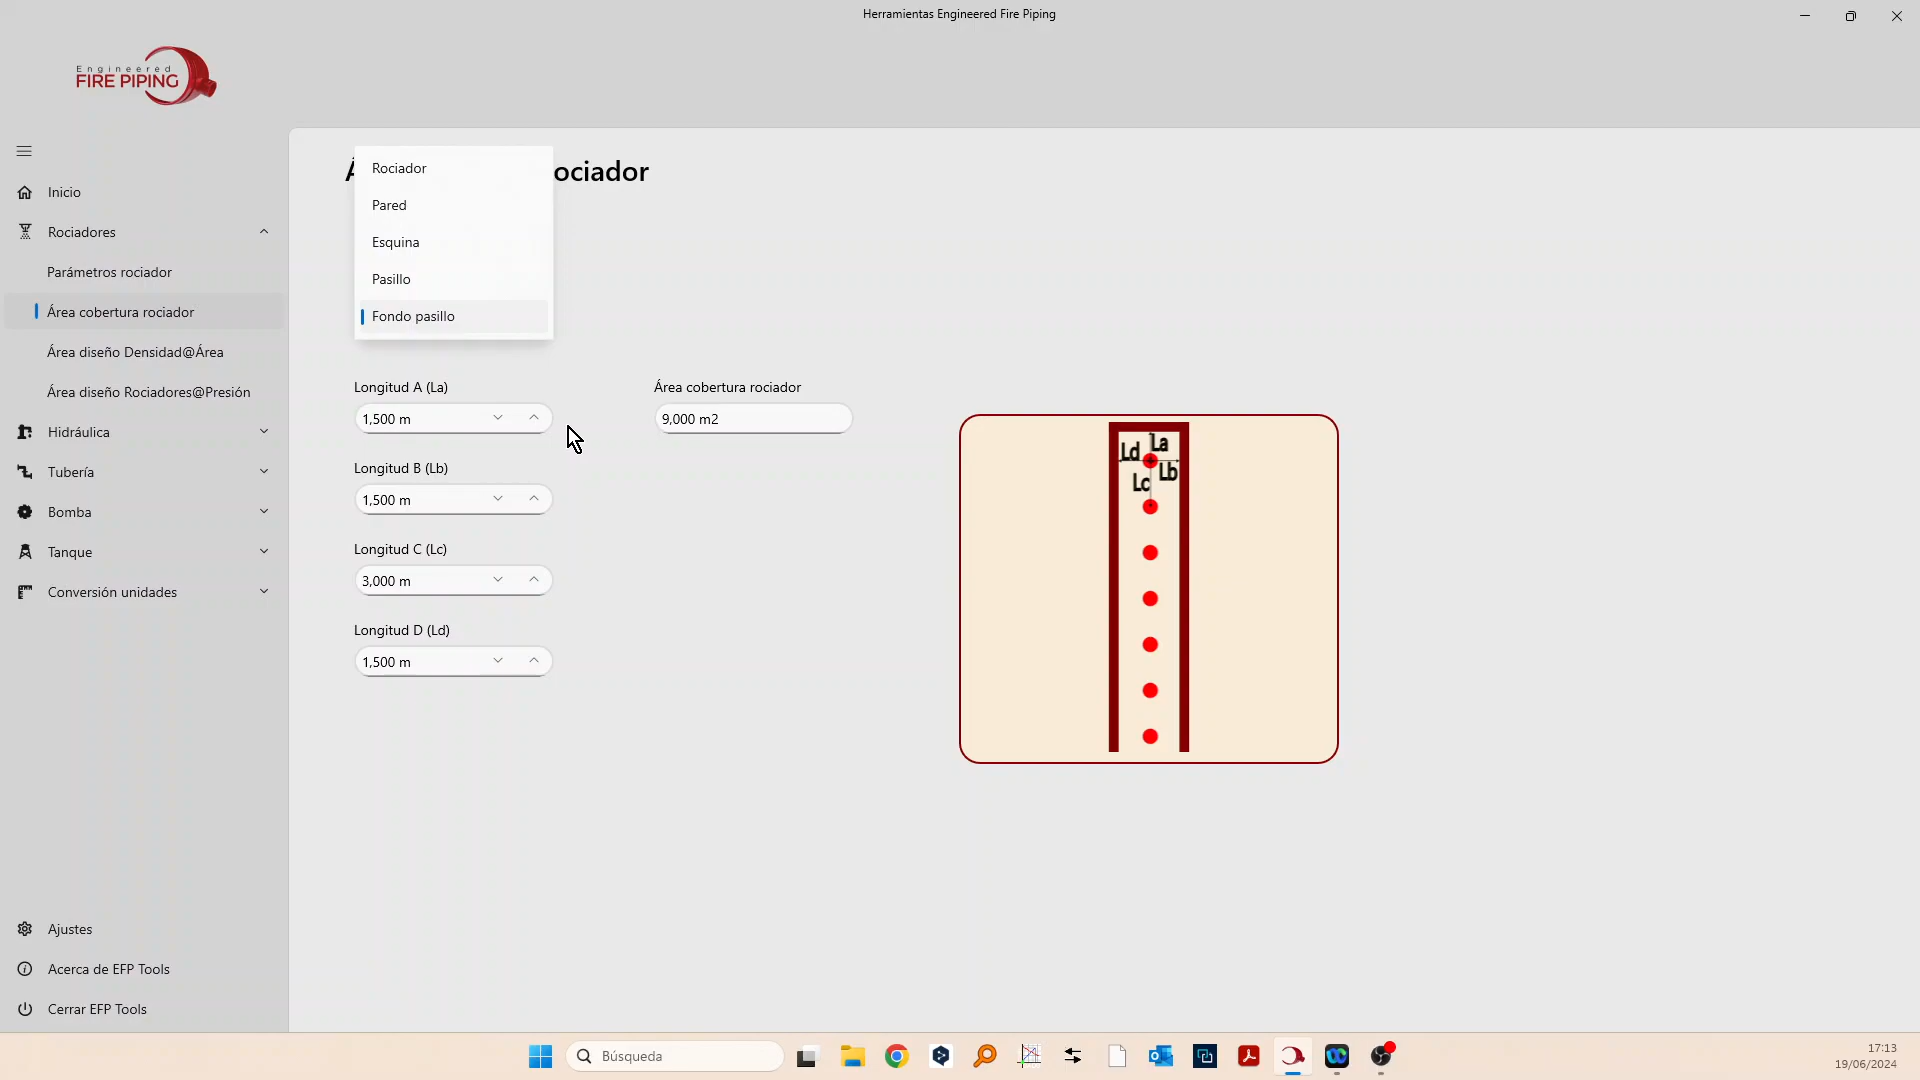 Herramientas Engineered Fire Piping
Engineered
FIRE PIPING
Inicio
Rociadores
Parámetros rociador
Área cobertura rociador
Área diseño Densidad@Área
Área diseño Rociadores@Presión
Hidráulica
Tubería
Bomba
Tanque
Conversión unidades
Ajustes
Acerca de EFP Tools
Cerrar EFP Tools
ociador
Rociador
Pared
Esquina
Pasillo
Fondo pasillo
Longitud A (La)
1,500 m
Longitud B (Lb)
1,500 m
Longitud C (Lc)
3,000 m
Longitud D (Ld)
1,500 m
Área cobertura rociador
9,000 m2
La
Ld
Lb
Lc
Búsqueda
17:13
19/06/2024